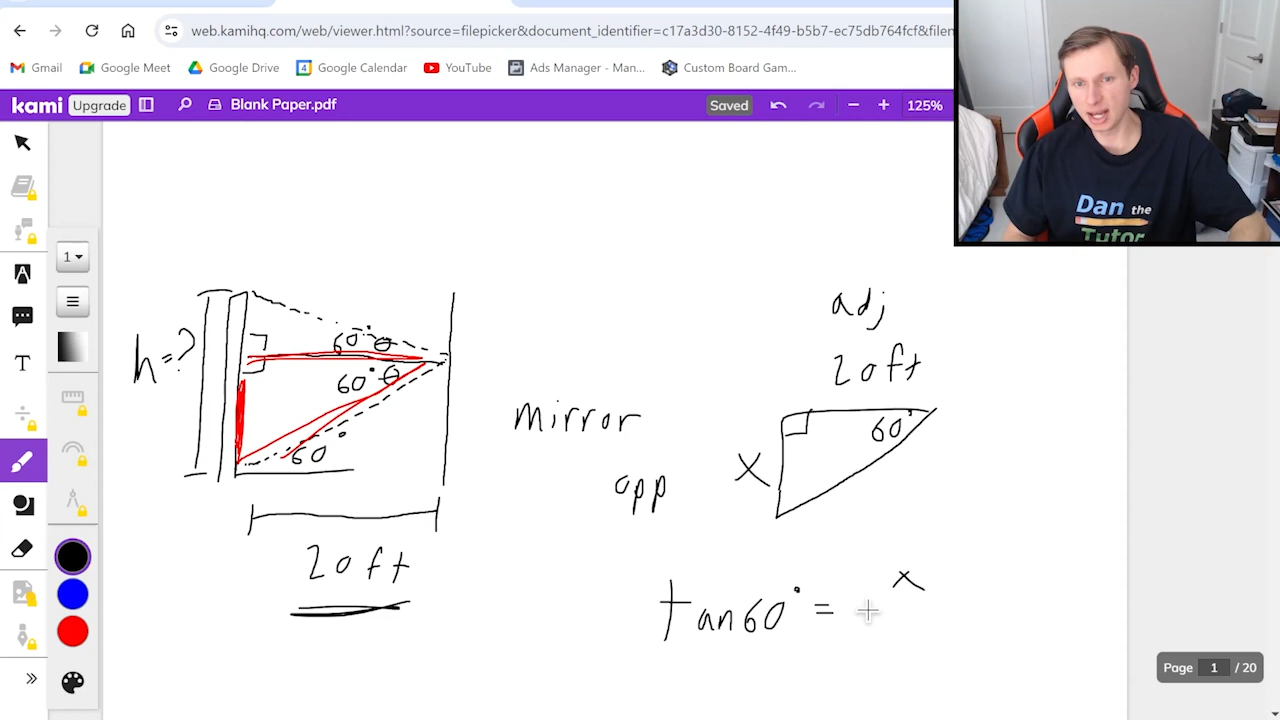 web.kamihq.com/web/viewer.html?source=filepicker&document_identifier=c17a3d30-8152-4f49-b5b7-ec75db764fcf&filen
Gmail Google Meet Google Drive Google Calendar YouTube Ads Manager - Man... Custom Board Gam...
kami Upgrade Blank Paper.pdf Saved 125%
Dan the
Tutor
1
T
h=?
60° θ
60° θ
60°
20ft
mirror
adj
20ft
60°
x
opp
tan60° = x
Page 1 / 20